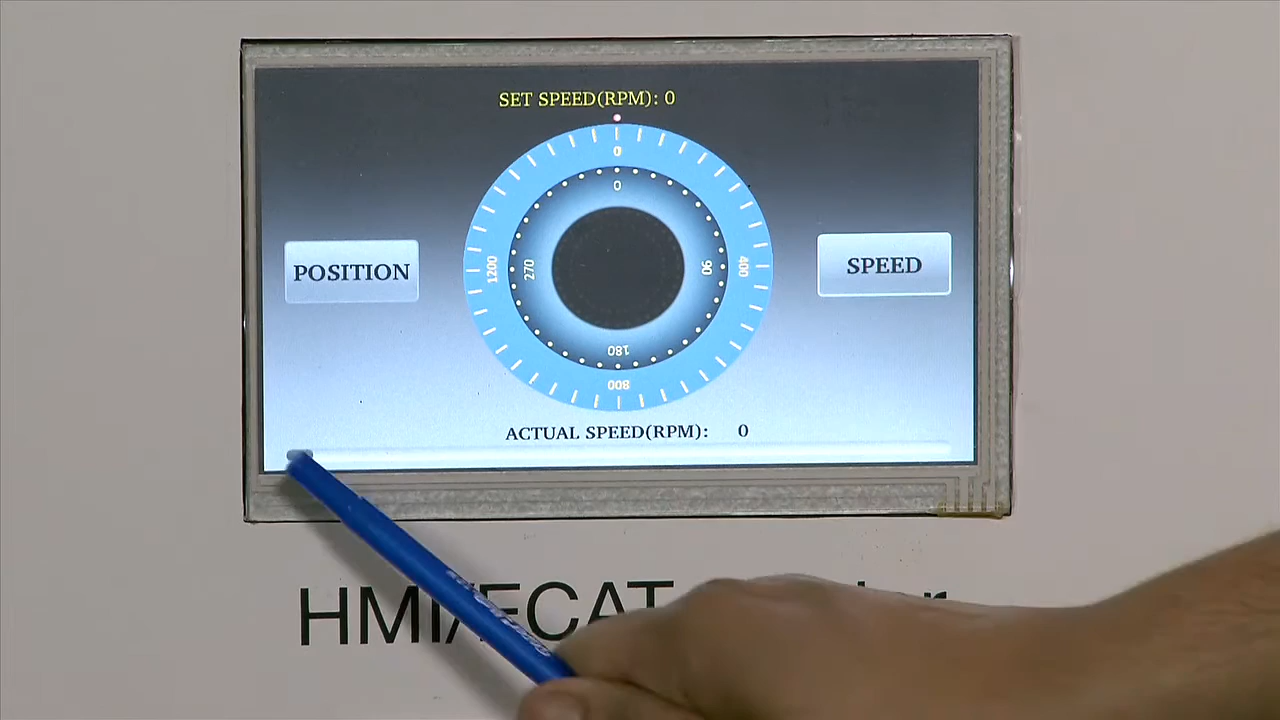 SET SPEED(RPM): 0
0
0
POSITION
1200
270
90
400
SPEED
180
800
ACTUAL SPEED(RPM): 0
HMI/ECAT